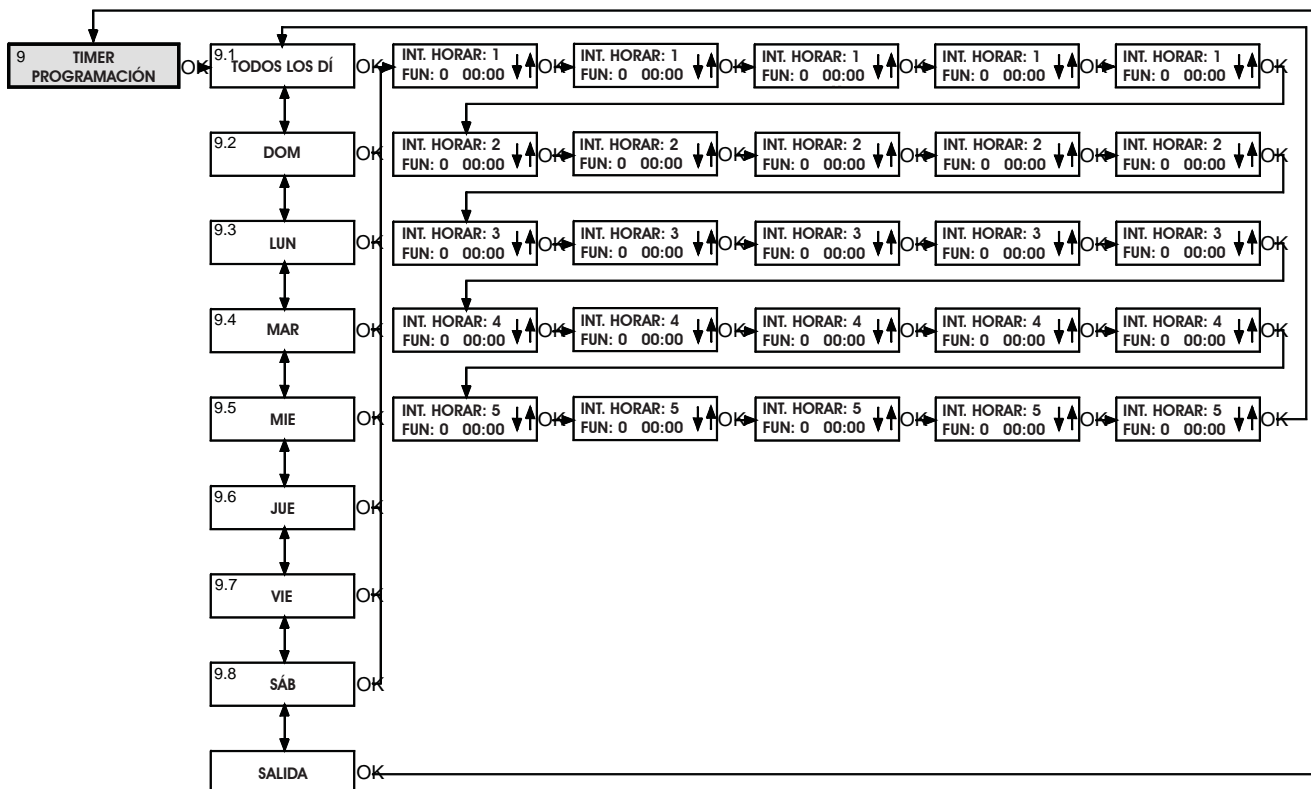 9 TIMER
PROGRAMACIÓN
OK
9.1
TODOS LOS DÍ
OK
INT. HORAR: 1
FUN: 0 00:00
OK
INT. HORAR: 1
FUN: 0 00:00
OK
INT. HORAR: 1
FUN: 0 00:00
OK
INT. HORAR: 1
FUN: 0 00:00
OK
INT. HORAR: 1
FUN: 0 00:00
OK
9.2
DOM
OK
INT. HORAR: 2
FUN: 0 00:00
OK
INT. HORAR: 2
FUN: 0 00:00
OK
INT. HORAR: 2
FUN: 0 00:00
OK
INT. HORAR: 2
FUN: 0 00:00
OK
INT. HORAR: 2
FUN: 0 00:00
OK
9.3
LUN
OK
INT. HORAR: 3
FUN: 0 00:00
OK
INT. HORAR: 3
FUN: 0 00:00
OK
INT. HORAR: 3
FUN: 0 00:00
OK
INT. HORAR: 3
FUN: 0 00:00
OK
INT. HORAR: 3
FUN: 0 00:00
OK
9.4
MAR
OK
INT. HORAR: 4
FUN: 0 00:00
OK
INT. HORAR: 4
FUN: 0 00:00
OK
INT. HORAR: 4
FUN: 0 00:00
OK
INT. HORAR: 4
FUN: 0 00:00
OK
INT. HORAR: 4
FUN: 0 00:00
OK
9.5
MIE
OK
INT. HORAR: 5
FUN: 0 00:00
OK
INT. HORAR: 5
FUN: 0 00:00
OK
INT. HORAR: 5
FUN: 0 00:00
OK
INT. HORAR: 5
FUN: 0 00:00
OK
INT. HORAR: 5
FUN: 0 00:00
OK
9.6
JUE
OK
9.7
VIE
OK
9.8
SÁB
OK
SALIDA
OK